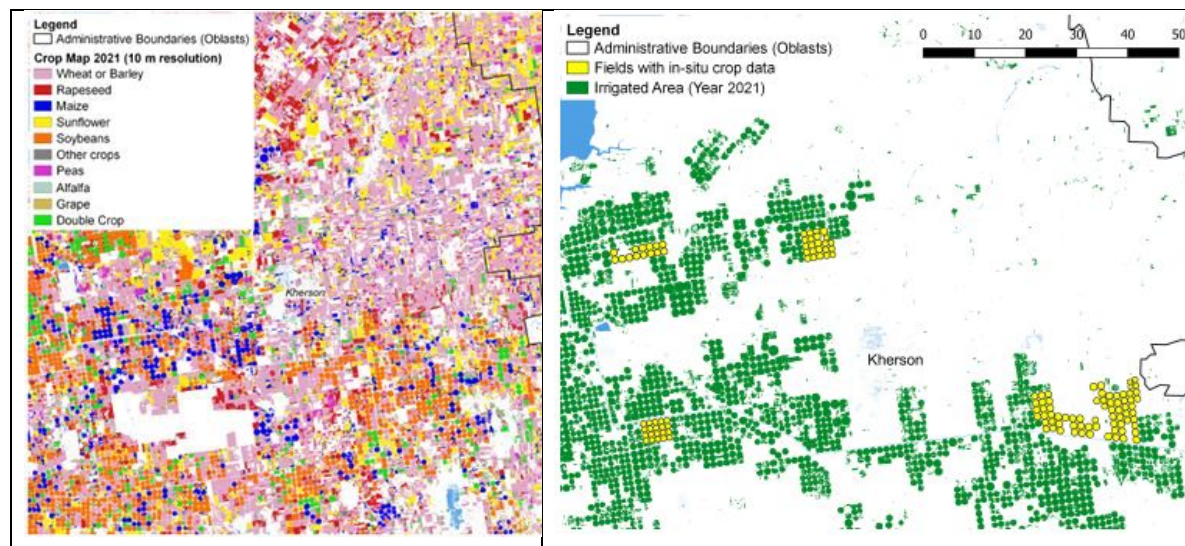 Legend
Administrative Boundaries (Oblasts)
Crop Map 2021 (10 m resolution)
Wheat or Barley
Rapeseed
Maize
Sunflower
Soybeans
Other crops
Peas
Alfalfa
Grape
Double Crop
Kherson
Legend
Administrative Boundaries (Oblasts)
Fields with in-situ crop data
Irrigated Area (Year 2021)
0 10 20 30 40 50
Kherson